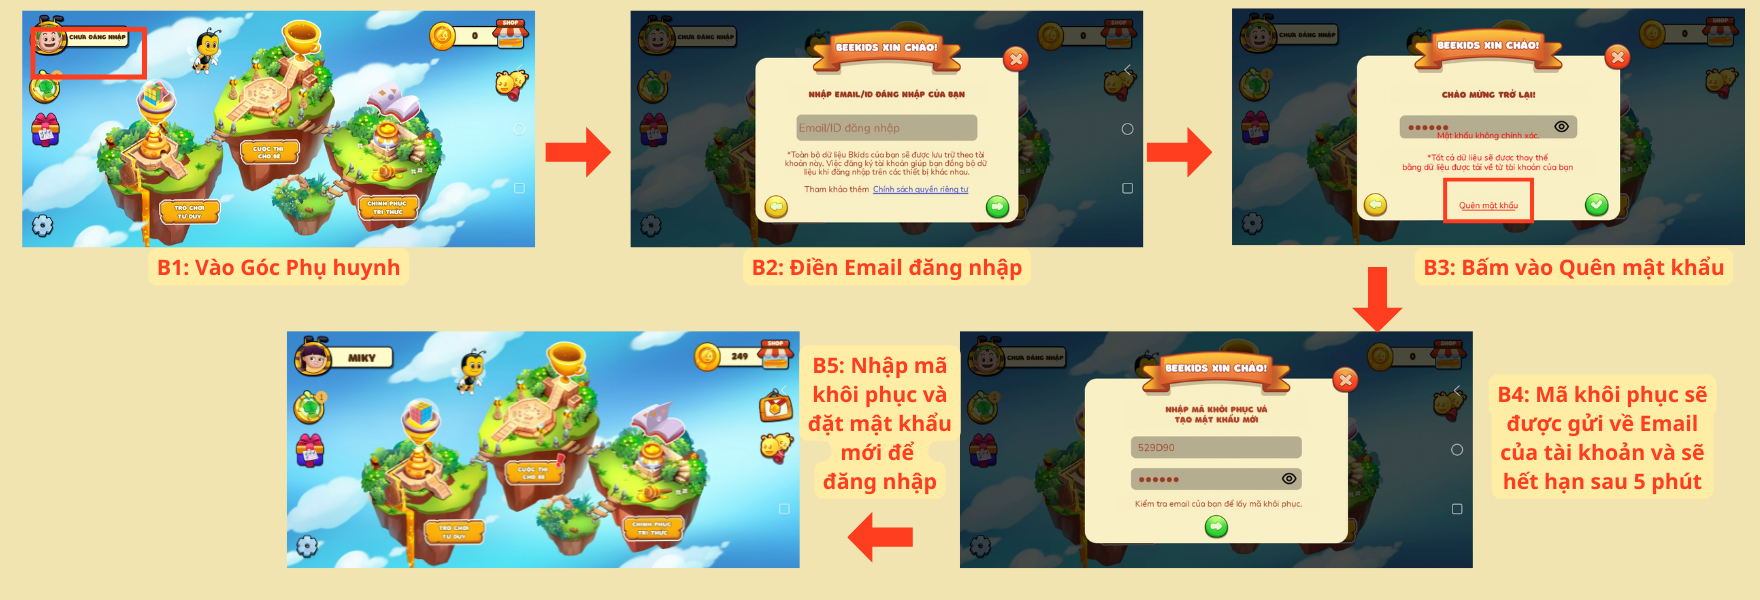 CHƯA ĐĂNG NHẬP
0
SHOP
CUỘC THI
CHO BÉ
TRÒ CHƠI
TƯ DUY
CHINH PHỤC
TRI THỨC
B1: Vào Góc Phụ huynh
CHƯA ĐĂNG NHẬP
0
BEEKIDS XIN CHÀO!
NHẬP EMAIL/ID ĐĂNG NHẬP CỦA BẠN
Email/ID đăng nhập
*Toàn bộ dữ liệu Bkids của bạn sẽ được lưu trữ theo tài
khoản này. Việc đăng ký tài khoản giúp bạn đồng bộ dữ
liệu khi đăng nhập trên các thiết bị khác nhau.
Tham khảo thêm Chính sách quyền riêng tư
B2: Điền Email đăng nhập
CHƯA ĐĂNG NHẬP
0
BEEKIDS XIN CHÀO!
CHÀO MỪNG TRỞ LẠI!
Mật khẩu không chính xác.
*Tất cả dữ liệu sẽ được thay thế
bằng dữ liệu được tải về từ tài khoản của bạn
Quên mật khẩu
B3: Bấm vào Quên mật khẩu
CHƯA ĐĂNG NHẬP
0
BEEKIDS XIN CHÀO!
NHẬP MÃ KHÔI PHỤC VÀ
TẠO MẬT KHẨU MỚI
529D90
Kiểm tra email của bạn để lấy mã khôi phục.
B4: Mã khôi phục sẽ
được gửi về Email
của tài khoản và sẽ
hết hạn sau 5 phút
B5: Nhập mã
khôi phục và
đặt mật khẩu
mới để
đăng nhập
MIKY
249
SHOP
CUỘC THI
CHO BÉ
TRÒ CHƠI
TƯ DUY
CHINH PHỤC
TRI THỨC